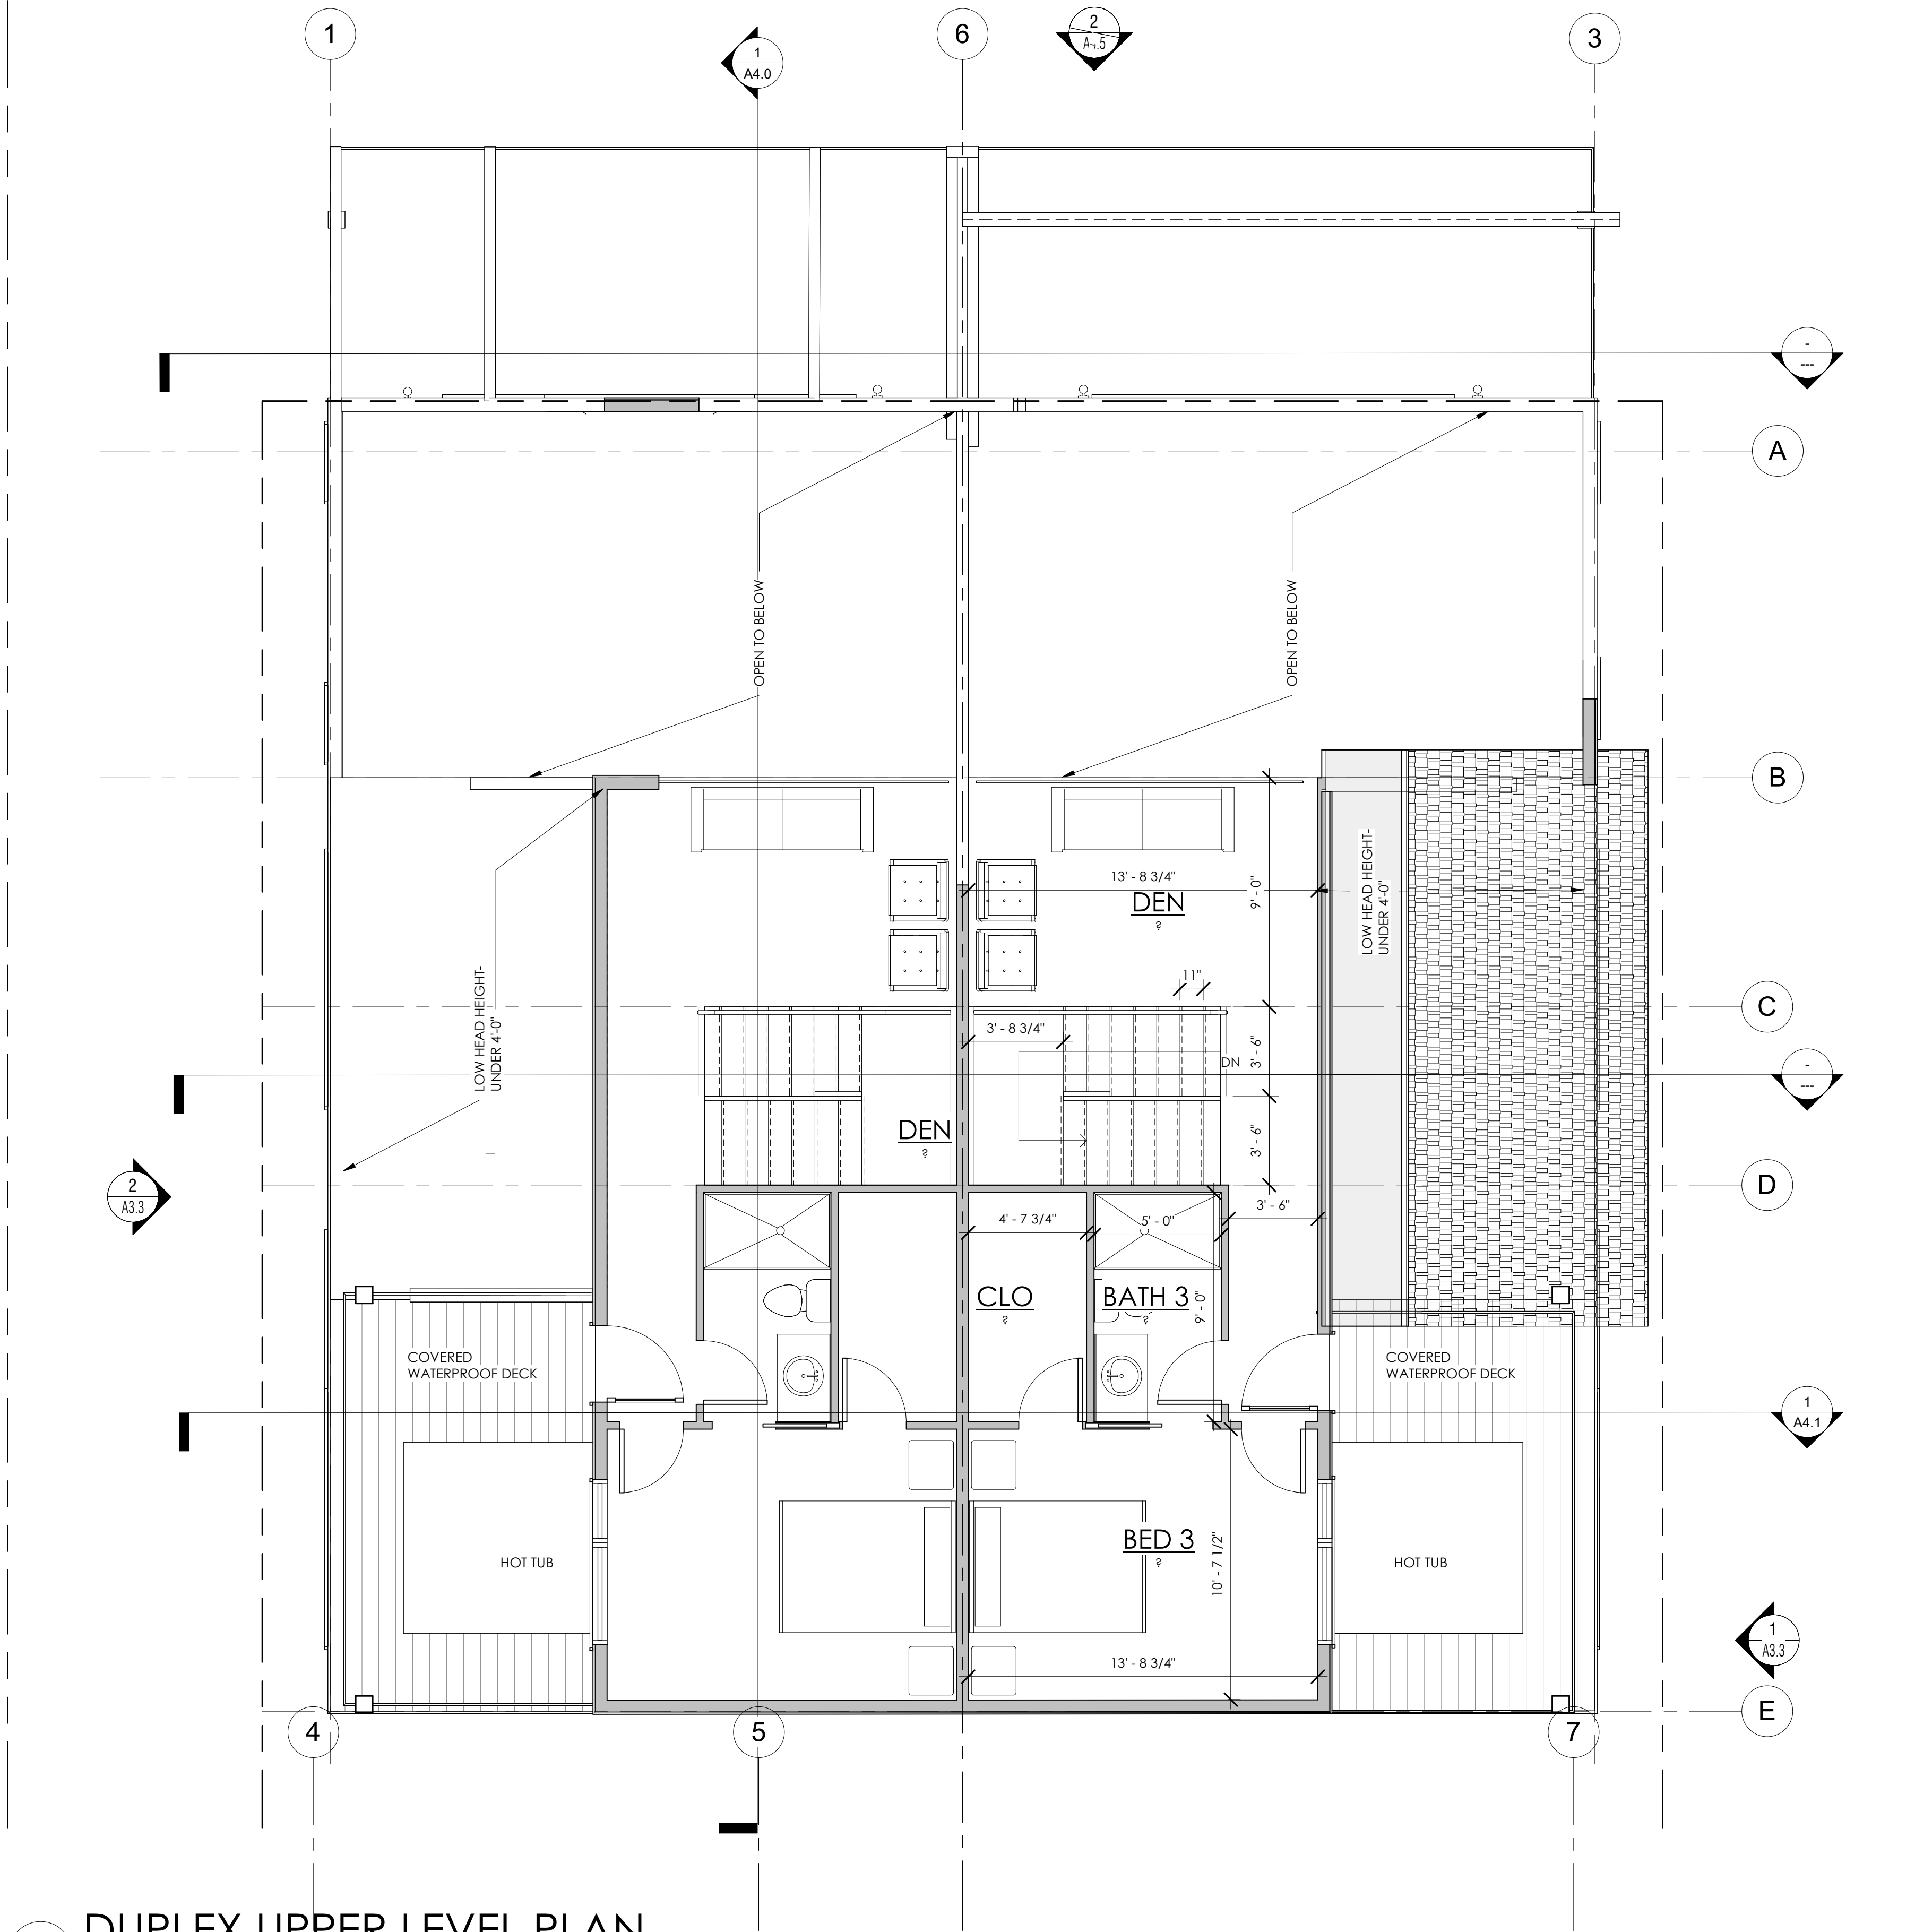 1
6
2
A4.5
3
1
A4.0
-
---
A
OPEN TO BELOW
OPEN TO BELOW
B
LOW HEAD HEIGHT-
UNDER 4'-0"
13' - 8 3/4"
DEN
?
9' - 0"
11"
LOW HEAD HEIGHT-
UNDER 4'-0"
C
3' - 8 3/4"
3' - 6"
DN
-
---
DEN
?
3' - 6"
2
A3.3
D
3' - 6"
4' - 7 3/4"
5' - 0"
CLO
?
BATH 3
?
9' - 0"
COVERED
WATERPROOF DECK
COVERED
WATERPROOF DECK
1
A4.1
BED 3
?
10' - 7 1/2"
HOT TUB
HOT TUB
1
A3.3
13' - 8 3/4"
E
4
5
7
DUPLEX UPPER LEVEL PLAN